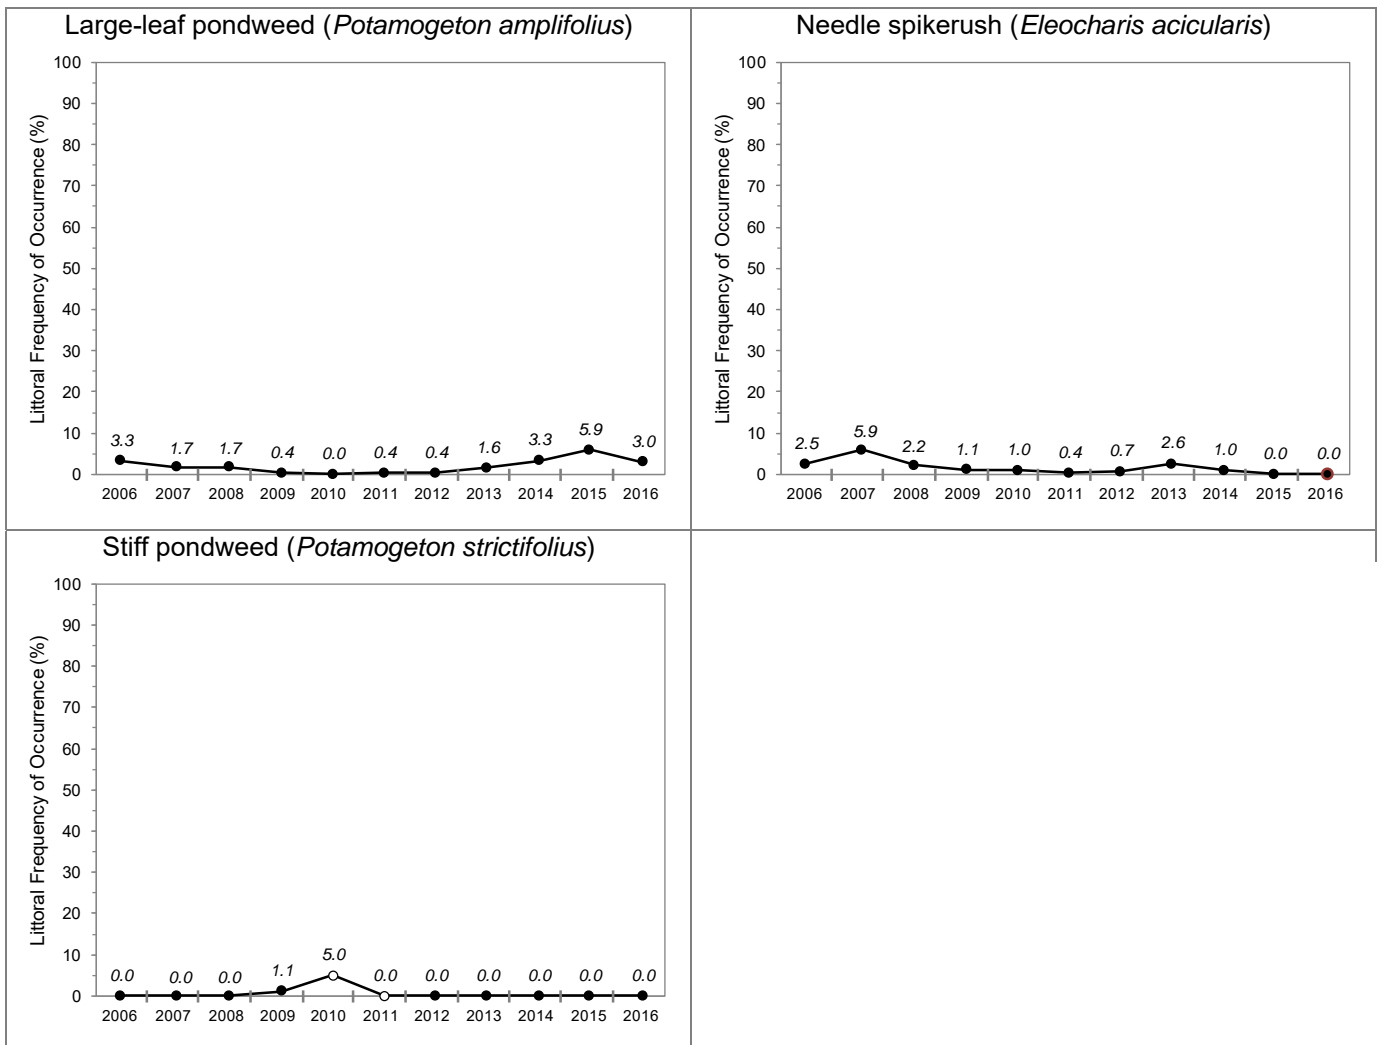 Large-leaf pondweed (Potamogeton amplifolius)
Littoral Frequency of Occurrence (%)
100
90
80
70
60
50
40
30
20
10
0
3.3 1.7 1.7 0.4 0.0 0.4 0.4 1.6 3.3 5.9 3.0
2006 2007 2008 2009 2010 2011 2012 2013 2014 2015 2016
Needle spikerush (Eleocharis acicularis)
Littoral Frequency of Occurrence (%)
100
90
80
70
60
50
40
30
20
10
0
2.5 5.9 2.2 1.1 1.0 0.4 0.7 2.6 1.0 0.0 0.0
2006 2007 2008 2009 2010 2011 2012 2013 2014 2015 2016
Stiff pondweed (Potamogeton strictifolius)
Littoral Frequency of Occurrence (%)
100
90
80
70
60
50
40
30
20
10
0
0.0 0.0 0.0 1.1 5.0 0.0 0.0 0.0 0.0 0.0 0.0
2006 2007 2008 2009 2010 2011 2012 2013 2014 2015 2016